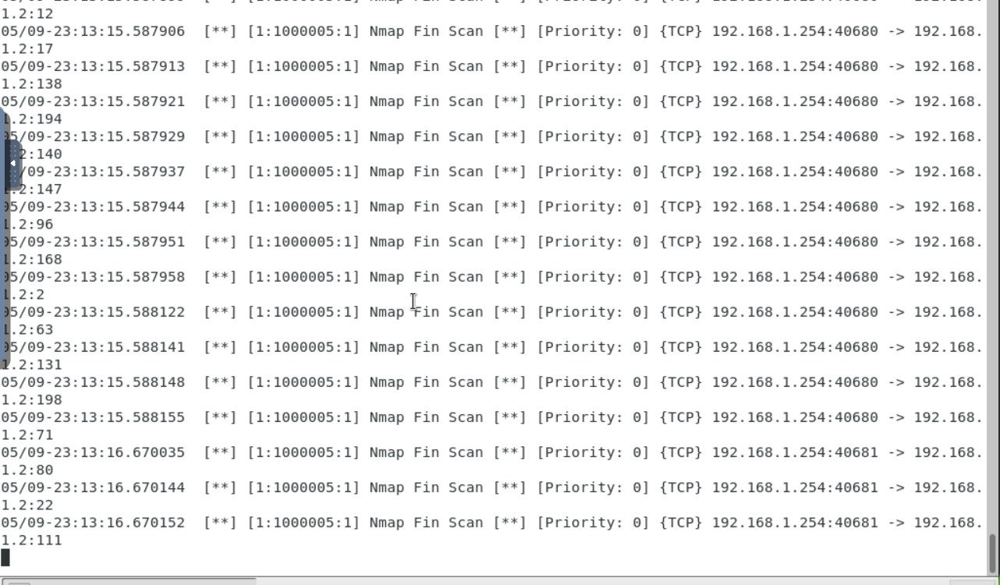 1.2:12
05/09-23:13:15.587906  [**] [1:1000005:1] Nmap Fin Scan [**] [Priority: 0] {TCP} 192.168.1.254:40680 -> 192.168.
1.2:17
05/09-23:13:15.587913  [**] [1:1000005:1] Nmap Fin Scan [**] [Priority: 0] {TCP} 192.168.1.254:40680 -> 192.168.
1.2:138
05/09-23:13:15.587921  [**] [1:1000005:1] Nmap Fin Scan [**] [Priority: 0] {TCP} 192.168.1.254:40680 -> 192.168.
1.2:194
05/09-23:13:15.587929  [**] [1:1000005:1] Nmap Fin Scan [**] [Priority: 0] {TCP} 192.168.1.254:40680 -> 192.168.
1.2:140
05/09-23:13:15.587937  [**] [1:1000005:1] Nmap Fin Scan [**] [Priority: 0] {TCP} 192.168.1.254:40680 -> 192.168.
1.2:147
05/09-23:13:15.587944  [**] [1:1000005:1] Nmap Fin Scan [**] [Priority: 0] {TCP} 192.168.1.254:40680 -> 192.168.
1.2:96
05/09-23:13:15.587951  [**] [1:1000005:1] Nmap Fin Scan [**] [Priority: 0] {TCP} 192.168.1.254:40680 -> 192.168.
1.2:168
05/09-23:13:15.587958  [**] [1:1000005:1] Nmap Fin Scan [**] [Priority: 0] {TCP} 192.168.1.254:40680 -> 192.168.
1.2:2
05/09-23:13:15.588122  [**] [1:1000005:1] Nmap Fin Scan [**] [Priority: 0] {TCP} 192.168.1.254:40680 -> 192.168.
1.2:63
05/09-23:13:15.588141  [**] [1:1000005:1] Nmap Fin Scan [**] [Priority: 0] {TCP} 192.168.1.254:40680 -> 192.168.
1.2:131
05/09-23:13:15.588148  [**] [1:1000005:1] Nmap Fin Scan [**] [Priority: 0] {TCP} 192.168.1.254:40680 -> 192.168.
1.2:198
05/09-23:13:15.588155  [**] [1:1000005:1] Nmap Fin Scan [**] [Priority: 0] {TCP} 192.168.1.254:40680 -> 192.168.
1.2:71
05/09-23:13:16.670035  [**] [1:1000005:1] Nmap Fin Scan [**] [Priority: 0] {TCP} 192.168.1.254:40681 -> 192.168.
1.2:80
05/09-23:13:16.670144  [**] [1:1000005:1] Nmap Fin Scan [**] [Priority: 0] {TCP} 192.168.1.254:40681 -> 192.168.
1.2:22
05/09-23:13:16.670152  [**] [1:1000005:1] Nmap Fin Scan [**] [Priority: 0] {TCP} 192.168.1.254:40681 -> 192.168.
1.2:111